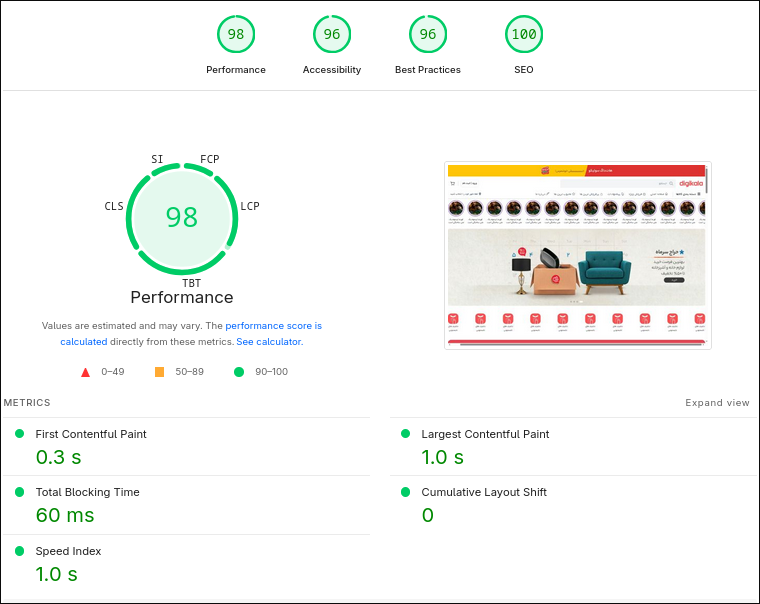 98
96
96
100
Performance
Accessibility
Best Practices
SEO
SI
FCP
CLS
LCP
98
TBT
Performance
Values are estimated and may vary. The performance score is
calculated directly from these metrics. See calculator.
0–49
50–89
90–100
digikala
حراج سرماه
METRICS
Expand view
First Contentful Paint
0.3 s
Largest Contentful Paint
1.0 s
Total Blocking Time
60 ms
Cumulative Layout Shift
0
Speed Index
1.0 s